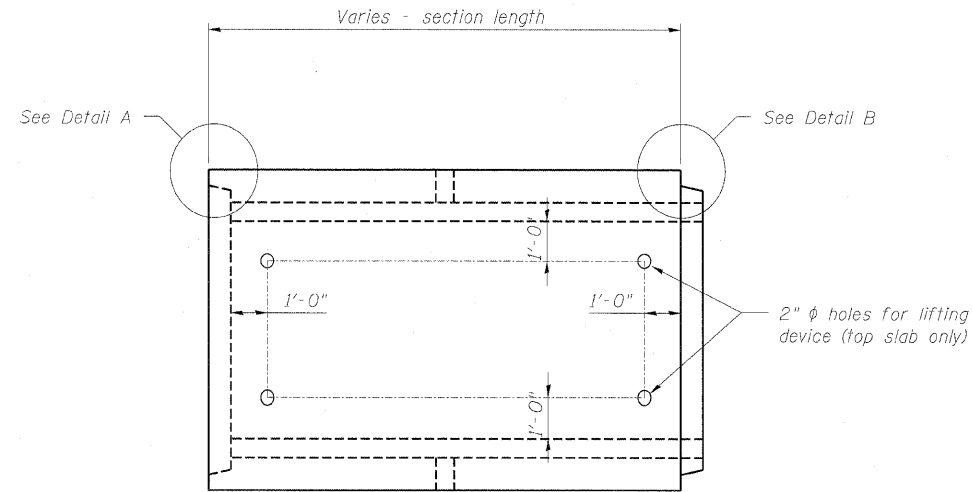 Varies - section length
See Detail A
See Detail B
1'-0"
1'-0"
1'-0"
2" ϕ holes for lifting
device (top slab only)
1'-0"